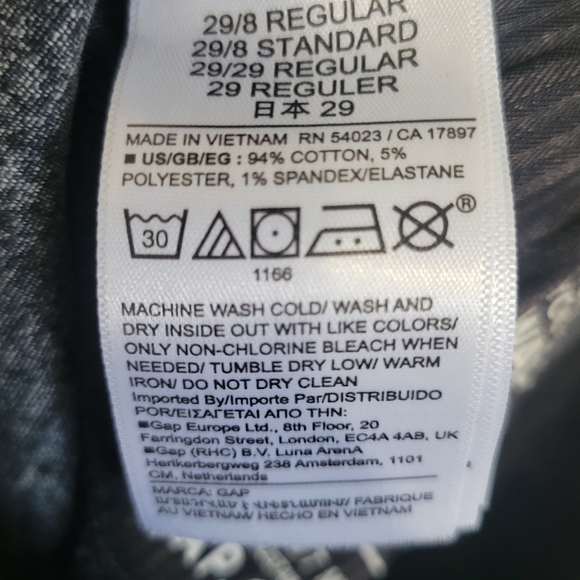 29/8 REGULAR
29/8 STANDARD
29/29 REGULAR
29 REGULER
日本 29
MADE IN VIETNAM RN 54023 / CA 17897
■ US/GB/EG : 94% COTTON, 5%
POLYESTER, 1% SPANDEX/ELASTANE
30
®
1166
MACHINE WASH COLD/ WASH AND
DRY INSIDE OUT WITH LIKE COLORS/
ONLY NON-CHLORINE BLEACH WHEN
NEEDED/ TUMBLE DRY LOW/ WARM
IRON/ DO NOT DRY CLEAN
Imported By/Importe Par/DISTRIBUIDO
POR/ΕΙΣΑΓΕΤΑΙ ΑΠΟ ΤΗΝ:
■Gap Europe Ltd., 8th Floor, 20
Farringdon Street, London, EC4A 4AB, UK
■Gap (RHC) B.V. Luna ArenA
Herikerbergweg 238 Amsterdam, 1101
CM, Netherlands
MARCA: GAP
FABRIQUE
AU VIETNAM/ HECHO EN VIETNAM